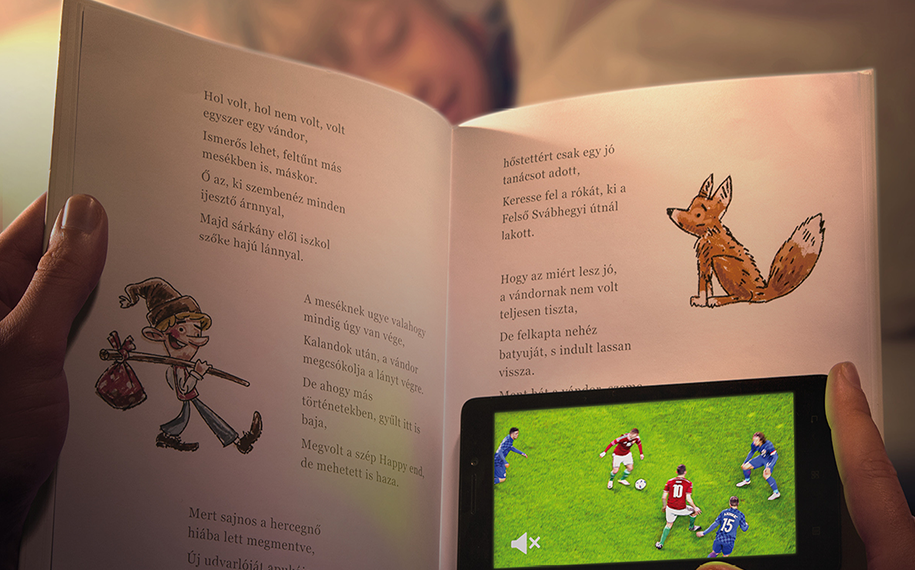 Hol volt, hol nem volt, volt
egyszer egy vándor,
Ismerős lehet, feltűnt más
mesékben is, máskor.
Ő az, ki szembenéz minden
ijesztő árnnyal,
Majd sárkány elől iszkol
szőke hajú lánnyal.
A meséknek ugye valahogy
mindig úgy van vége,
Kalandok után, a vándor
megcsókolja a lányt végre.
De ahogy más
történetekben, gyűlt itt is
baja,
Megvolt a szép Happy end,
de mehetett is haza.
Mert sajnos a hercegnő
hiába lett megmentve,
Új udvarlóját
hőstettért csak egy jó
tanácsot adott,
Keresse fel a rókát, ki a
Felső Svábhegyi útnál
lakott.
Hogy az miért lesz jó,
a vándornak nem volt
teljesen tiszta,
De felkapta nehéz
batyuját, s indult lassan
vissza.
10
15